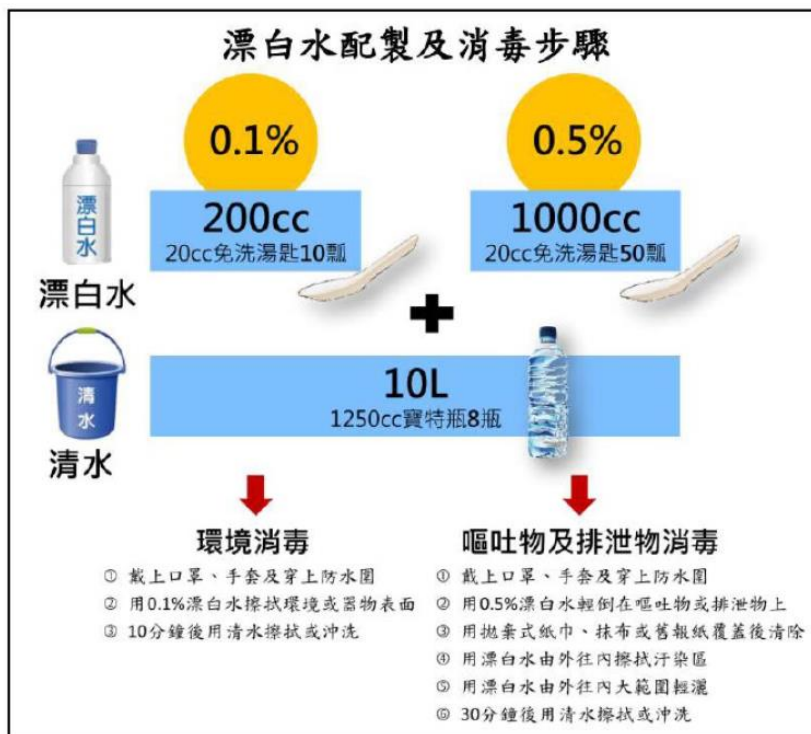 漂白水配製及消毒步驟
0.1%
0.5%
漂白水
200cc
20cc免洗湯匙10瓢
1000cc
20cc免洗湯匙50瓢
漂白水
清水
10L
1250cc寶特瓶8瓶
清水
環境消毒
① 戴上口罩、手套及穿上防水圍
② 用0.1%漂白水擦拭環境或器物表面
③ 10分鐘後用清水擦拭或沖洗
嘔吐物及排泄物消毒
① 戴上口罩、手套及穿上防水圍
② 用0.5%漂白水輕倒在嘔吐物或排泄物上
③ 用拋棄式紙巾、抹布或舊報紙覆蓋後清除
④ 用漂白水由外往內擦拭汙染區
⑤ 用漂白水由外往內大範圍輕灑
⑥ 30分鐘後用清水擦拭或沖洗